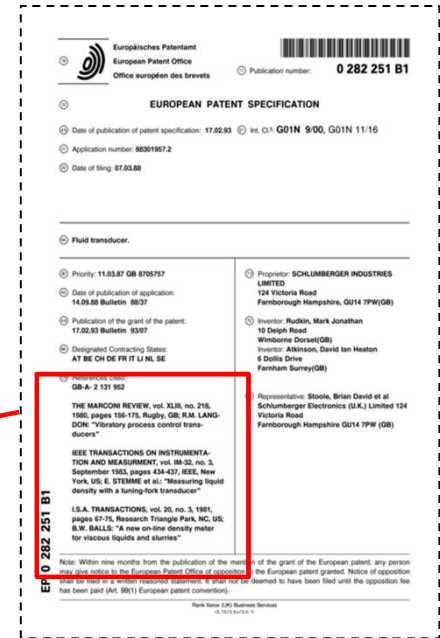 Europäisches Patentamt
European Patent Office
Office européen des brevets
Publication number: 0 282 251 B1
EUROPEAN PATENT SPECIFICATION
Date of publication of patent specification: 17.02.93 Int. Cl.5: G01N 9/00, G01N 11/16
Application number: 88301957.2
Date of filing: 07.03.88
Fluid transducer.
Priority: 11.03.87 GB 8705757
Date of publication of application:
14.09.88 Bulletin 88/37
Publication of the grant of the patent:
17.02.93 Bulletin 93/07
Designated Contracting States:
AT BE CH DE FR IT LI NL SE
References cited:
GB-A- 2 131 952
THE MARCONI REVIEW, vol. XLIII, no. 218,
1980, pages 156-175, Rugby, GB; R.M. LANG-
DON: "Vibratory process control trans-
ducers"
IEEE TRANSACTIONS ON INSTRUMENTA-
TION AND MEASURMENT, vol. IM-32, no. 3,
September 1983, pages 434-437, IEEE, New
York, US; E. STEMME et al.: "Measuring liquid
density with a tuning-fork transducer"
I.S.A. TRANSACTIONS, vol. 20, no. 3, 1981,
pages 67-75, Research Triangle Park, NC, US;
B.W. BALLS: "A new on-line density meter
for viscous liquids and slurries"
Proprietor: SCHLUMBERGER INDUSTRIES
LIMITED
124 Victoria Road
Farnborough Hampshire, GU14 7PW(GB)
Inventor: Rudkin, Mark Jonathan
10 Delph Road
Wimborne Dorset(GB)
Inventor: Atkinson, David Ian Heaton
6 Dollis Drive
Farnham Surrey(GB)
Representative: Stoole, Brian David et al
Schlumberger Electronics (U.K.) Limited 124
Victoria Road
Farnborough Hampshire GU14 7PW (GB)
EP 0 282 251 B1
Note: Within nine months from the publication of the mention of the grant of the European patent, any person
may give notice to the European Patent Office of opposition to the European patent granted. Notice of opposition
shall be filed in a written reasoned statement. It shall not be deemed to have been filed until the opposition fee
has been paid (Art. 99(1) European patent convention).
Rank Xerox (UK) Business Services